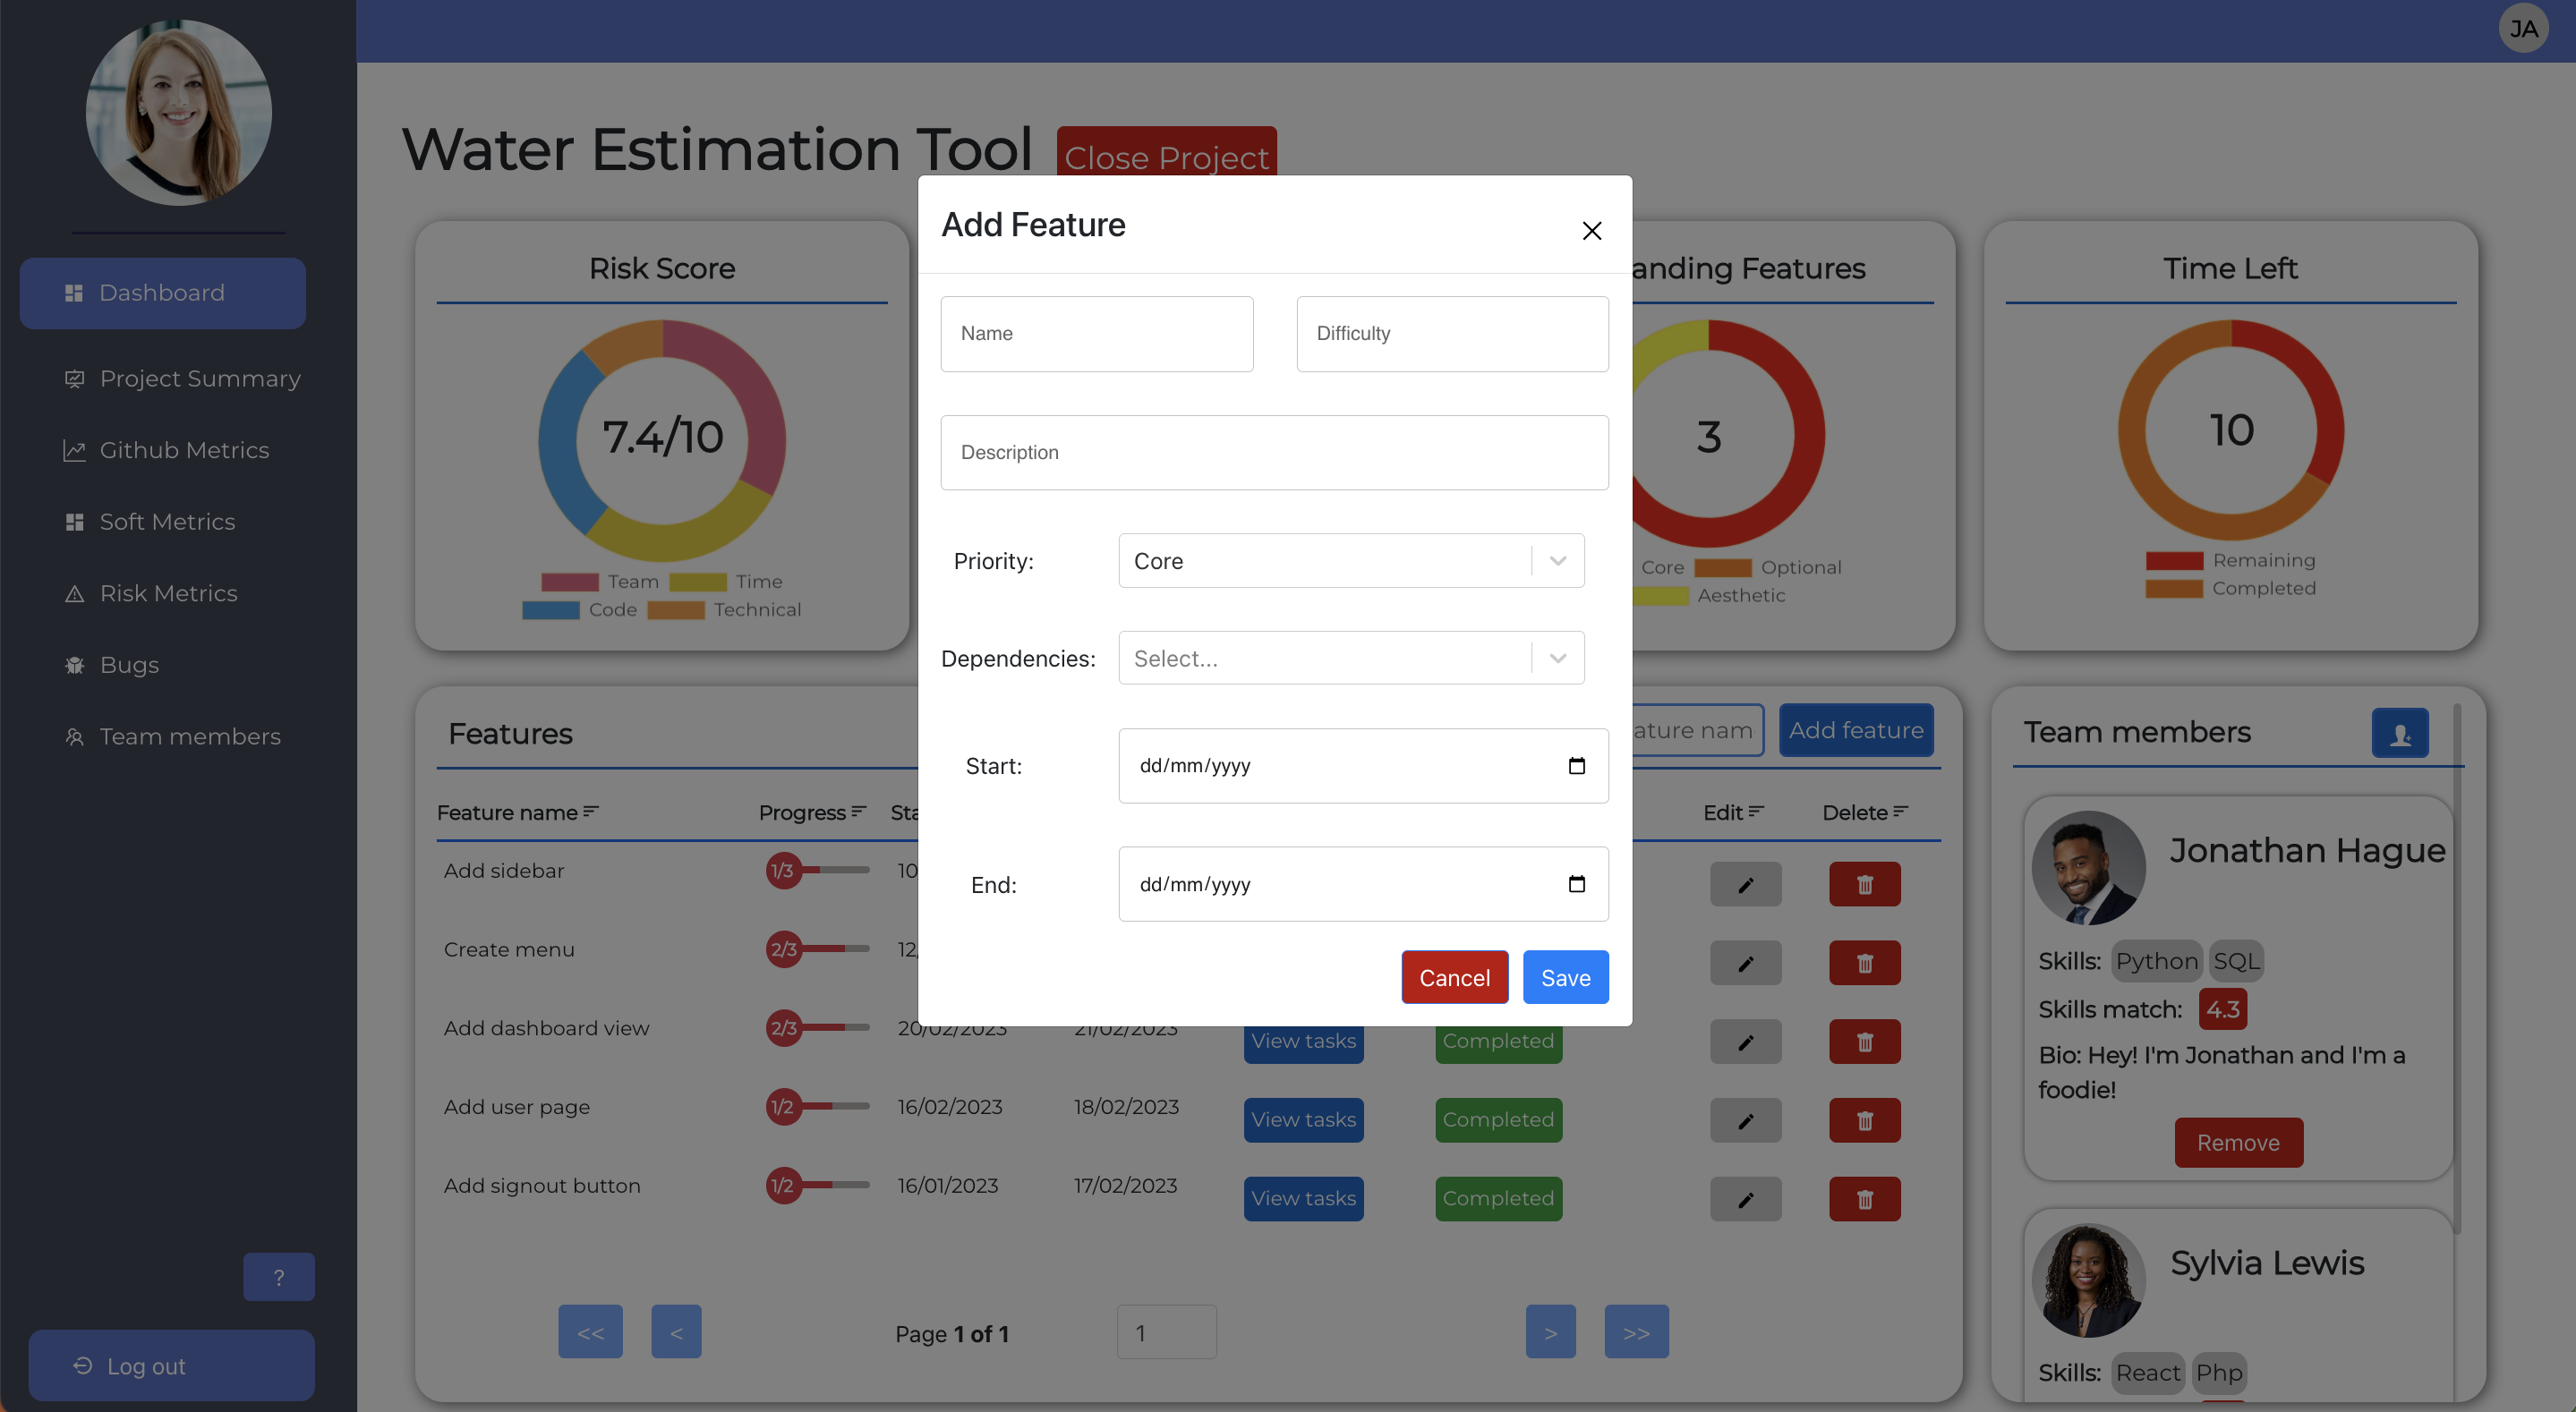 JA
Dashboard
Project Summary
Github Metrics
Soft Metrics
Risk Metrics
Bugs
Team members
?
Log out
Water Estimation Tool
Close Project
Risk Score
7.4/10
Team Time
Code Technical
Add Feature
Name
Difficulty
Description
Priority: Core
Dependencies: Select...
Start: dd/mm/yyyy
End: dd/mm/yyyy
Cancel Save
anding Features
3
Core Optional
Aesthetic
Time Left
10
Remaining
Completed
Features
ature nam
Add feature
Feature name Progress Sta Edit Delete
Add sidebar 1/3 10
Create menu 2/3 12,
Add dashboard view 2/3 20/02/2023 21/02/2023 View tasks Completed
Add user page 1/2 16/02/2023 18/02/2023 View tasks Completed
Add signout button 1/2 16/01/2023 17/02/2023 View tasks Completed
<< < Page 1 of 1 1 > >>
Team members
Jonathan Hague
Skills: Python SQL
Skills match: 4.3
Bio: Hey! I'm Jonathan and I'm a
foodie!
Remove
Sylvia Lewis
Skills: React Php